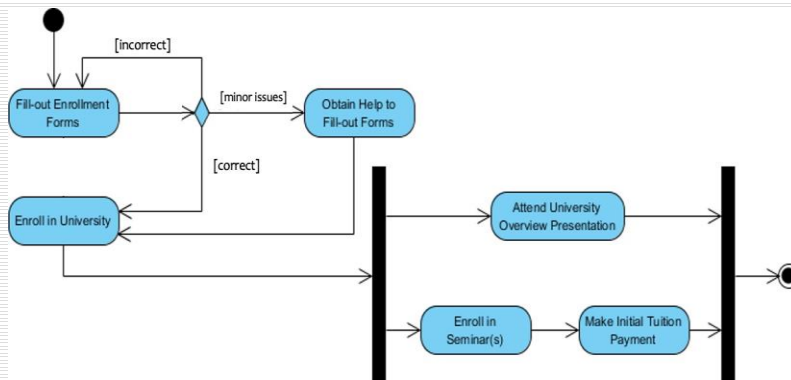 [incorrect]
Fill-out Enrollment
Forms
[minor issues]
Obtain Help to
Fill-out Forms
[correct]
Enroll in University
Attend University
Overview Presentation
Enroll in
Seminar(s)
Make Initial Tuition
Payment